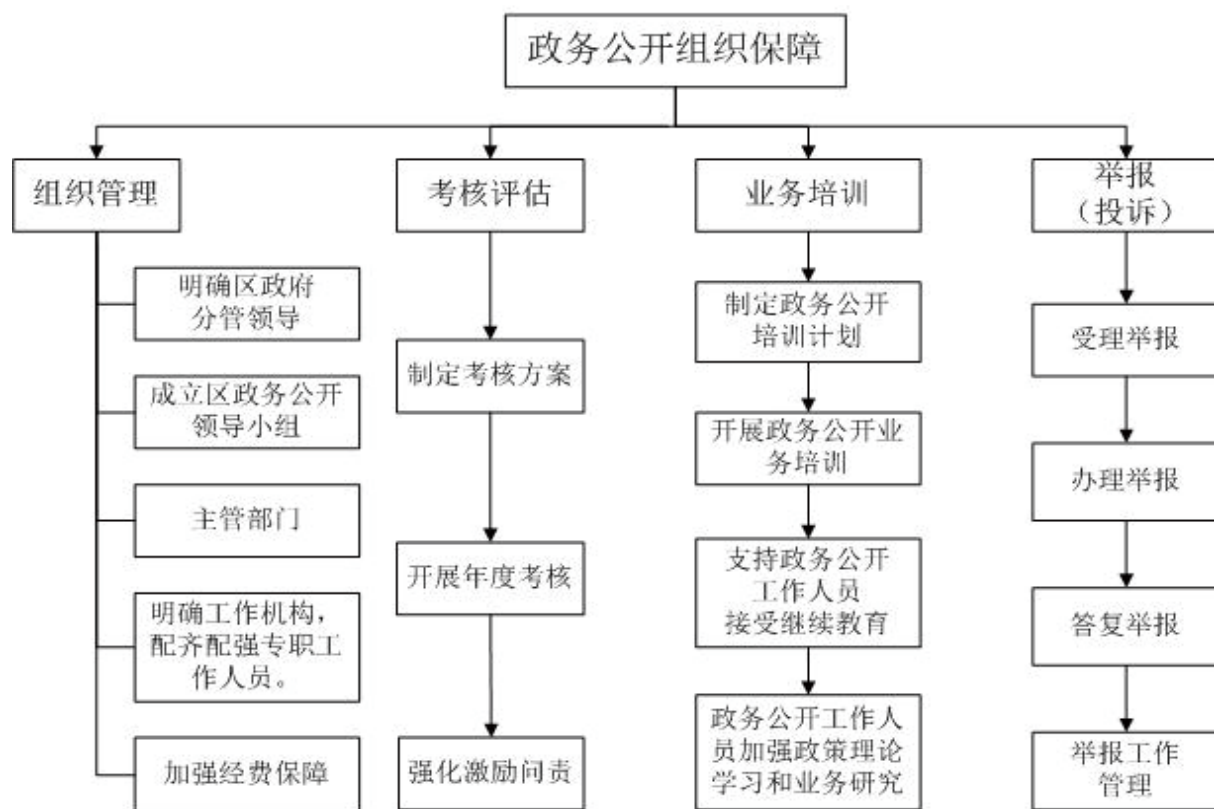 政务公开组织保障
组织管理
考核评估
业务培训
举报
（投诉）
明确区政府
分管领导
成立区政务公开
领导小组
主管部门
明确工作机构，
配齐配强专职工
作人员。
加强经费保障
制定考核方案
开展年度考核
强化激励问责
制定政务公开
培训计划
开展政务公开业
务培训
支持政务公开
工作人员
接受继续教育
政务公开工作人
员加强政策理论
学习和业务研究
受理举报
办理举报
答复举报
举报工作
管理